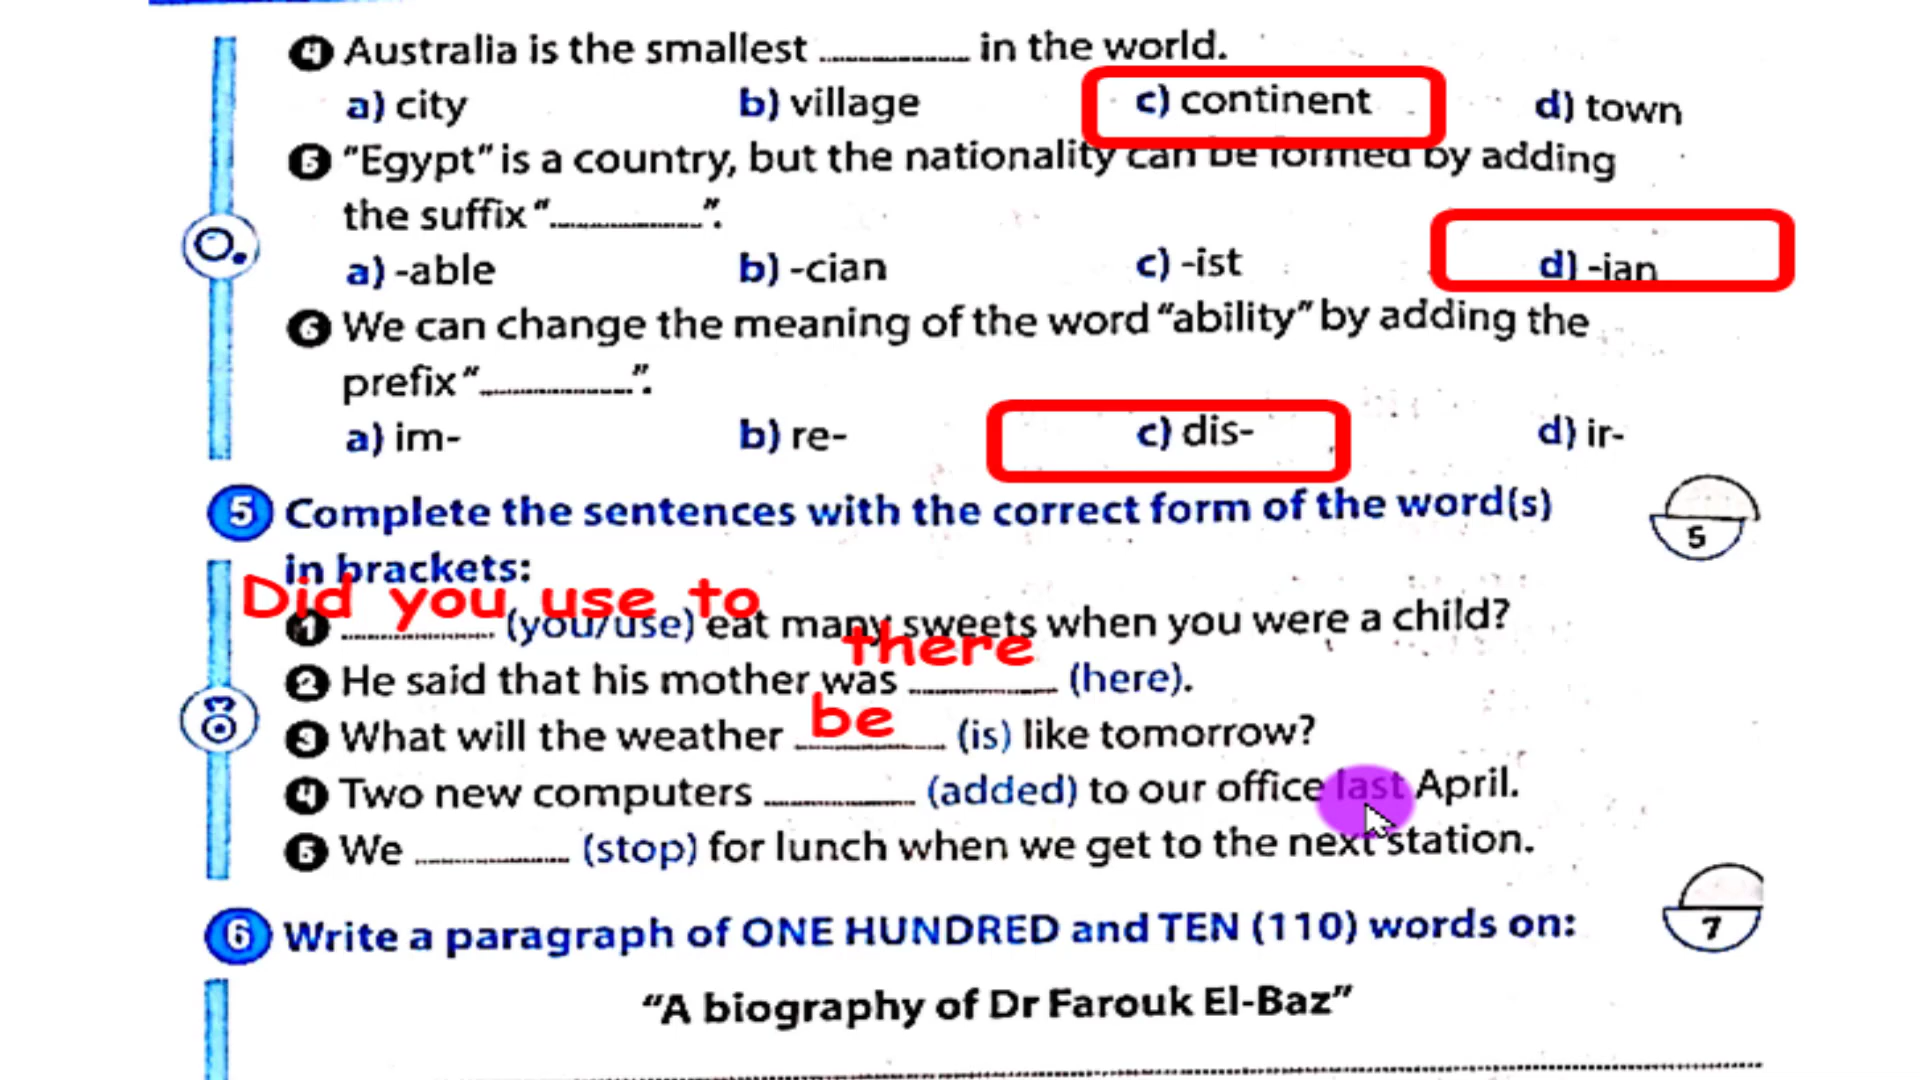 4 Australia is the smallest ............... in the world.
a) city b) village c) continent d) town
5 "Egypt" is a country, but the nationality can be formed by adding
the suffix "...............".
a) -able b) -cian c) -ist d) -ian
6 We can change the meaning of the word "ability" by adding the
prefix "...............".
a) im- b) re- c) dis- d) ir-
5 Complete the sentences with the correct form of the word(s)
in brackets:
5
Did you use to
1 ............... (you/use) eat many sweets when you were a child?
there
2 He said that his mother was ............... (here).
be
3 What will the weather ............... (is) like tomorrow?
4 Two new computers ............... (added) to our office last April.
5 We ............... (stop) for lunch when we get to the next station.
6 Write a paragraph of ONE HUNDRED and TEN (110) words on:
7
"A biography of Dr Farouk El-Baz"